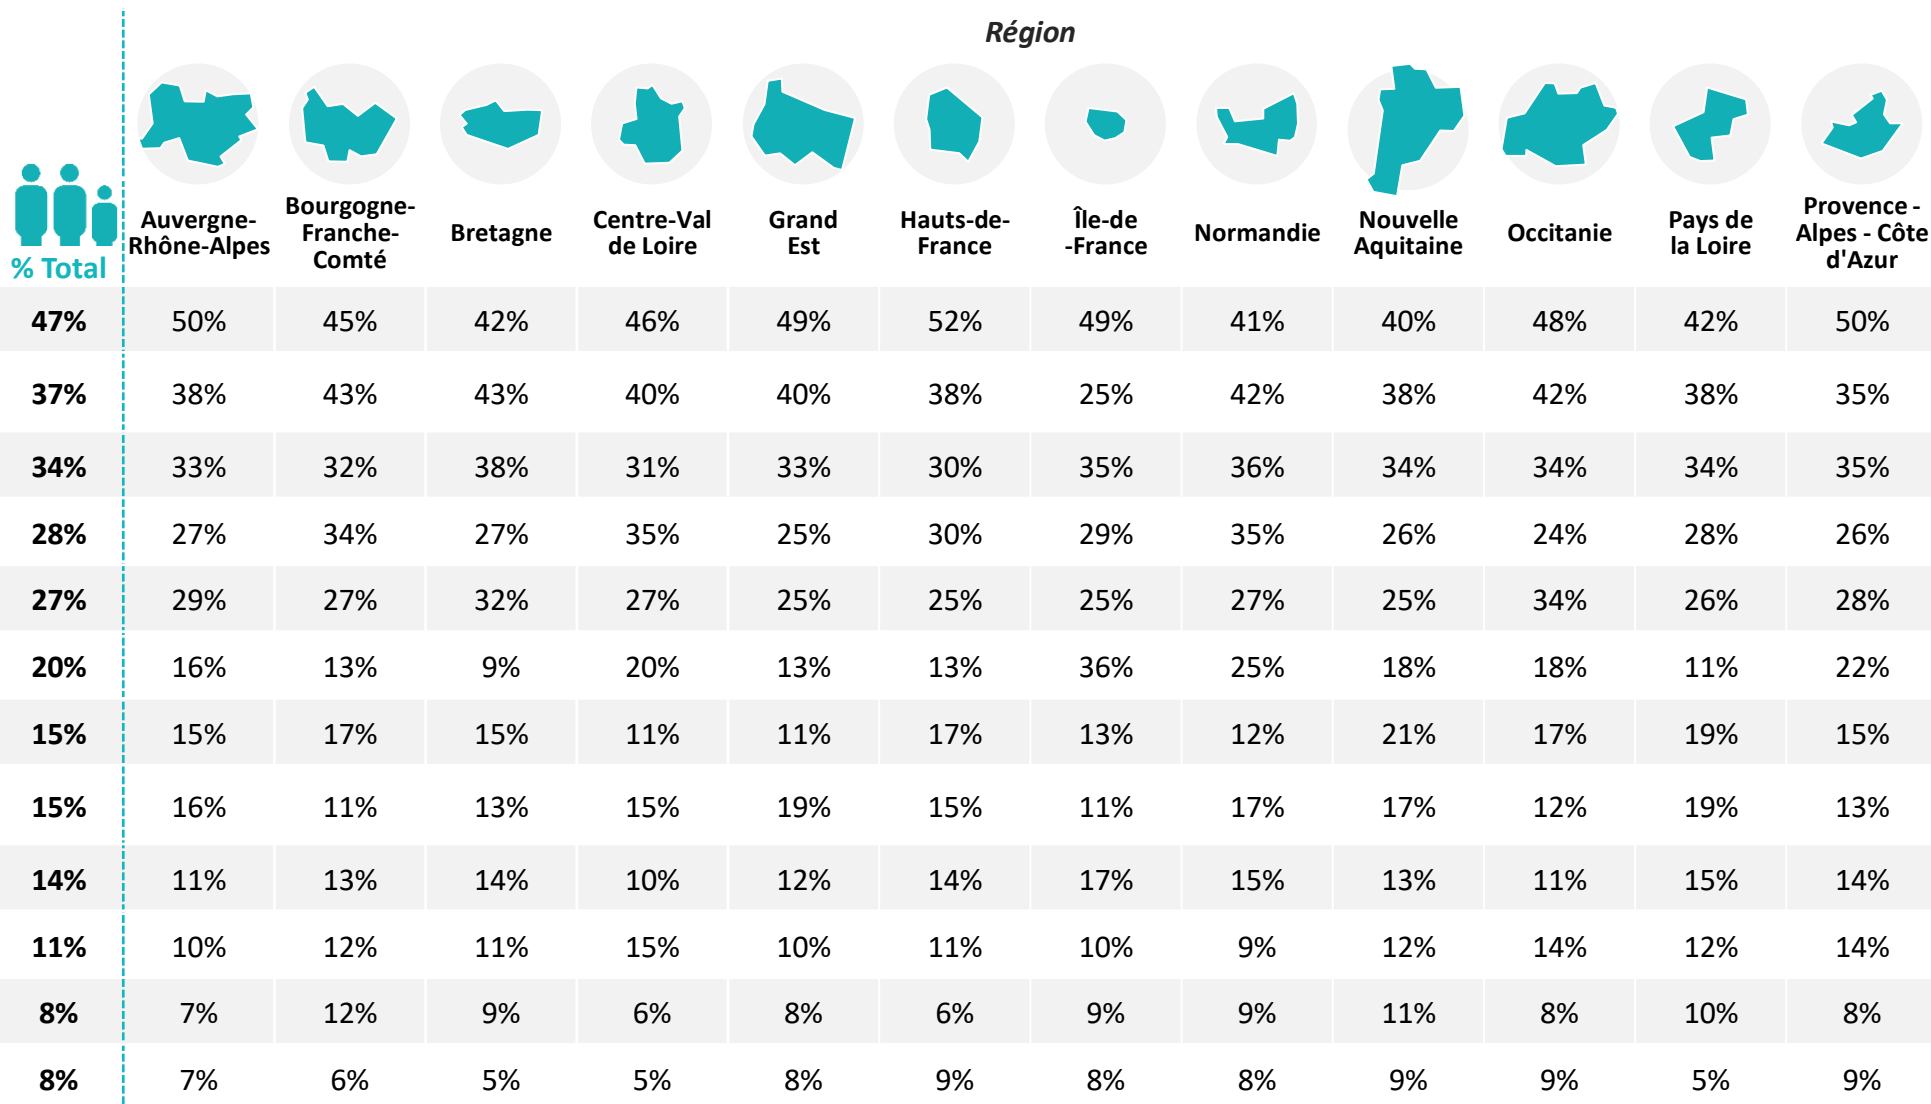 Région
% Total
Auvergne-
Rhône-Alpes
Bourgogne-
Franche-
Comté
Bretagne
Centre-Val
de Loire
Grand
Est
Hauts-de-
France
Île-de
-France
Normandie
Nouvelle
Aquitaine
Occitanie
Pays de
la Loire
Provence -
Alpes - Côte
d'Azur
47% 50% 45% 42% 46% 49% 52% 49% 41% 40% 48% 42% 50%
37% 38% 43% 43% 40% 40% 38% 25% 42% 38% 42% 38% 35%
34% 33% 32% 38% 31% 33% 30% 35% 36% 34% 34% 34% 35%
28% 27% 34% 27% 35% 25% 30% 29% 35% 26% 24% 28% 26%
27% 29% 27% 32% 27% 25% 25% 25% 27% 25% 34% 26% 28%
20% 16% 13% 9% 20% 13% 13% 36% 25% 18% 18% 11% 22%
15% 15% 17% 15% 11% 11% 17% 13% 12% 21% 17% 19% 15%
15% 16% 11% 13% 15% 19% 15% 11% 17% 17% 12% 19% 13%
14% 11% 13% 14% 10% 12% 14% 17% 15% 13% 11% 15% 14%
11% 10% 12% 11% 15% 10% 11% 10% 9% 12% 14% 12% 14%
8% 7% 12% 9% 6% 8% 6% 9% 9% 11% 8% 10% 8%
8% 7% 6% 5% 5% 8% 9% 8% 8% 9% 9% 5% 9%